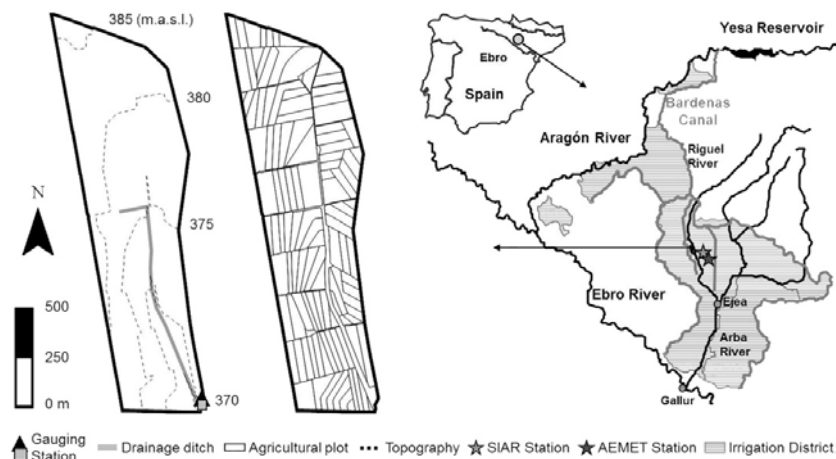 385 (m.a.s.l.)
380
375
370
N
500
250
0 m
Ebro
Spain
Yesa Reservoir
Bardenas
Canal
Aragón River
Riguel
River
Ebro River
Ejea
Arba
River
Gallur
Gauging
Station
Drainage ditch
Agricultural plot
Topography
SIAR Station
AEMET Station
Irrigation District